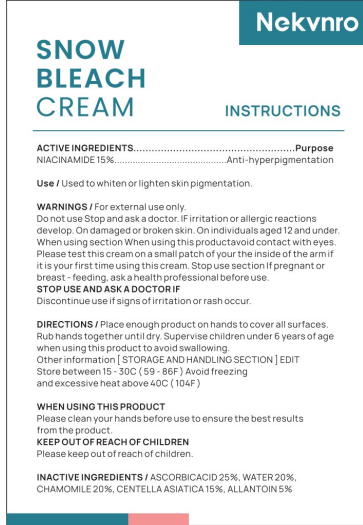 Nekvnro
SNOW
BLEACH
CREAM
INSTRUCTIONS
ACTIVE INGREDIENTS....................................................Purpose
NIACINAMIDE 15%.........................................Anti-hyperpigmentation
Use / Used to whiten or lighten skin pigmentation.
WARNINGS / For external use only.
Do not use Stop and ask a doctor. IF irritation or allergic reactions
develop. On damaged or broken skin. On individuals aged 12 and under.
When using section When using this productavoid contact with eyes.
Please test this cream on a small patch of your the inside of the arm if
it is your first time using this cream. Stop use section If pregnant or
breast - feeding, ask a health professional before use.
STOP USE AND ASK A DOCTOR IF
Discontinue use if signs of irritation or rash occur.
DIRECTIONS / Place enough product on hands to cover all surfaces.
Rub hands together until dry. Supervise children under 6 years of age
when using this product to avoid swallowing.
Other information [ STORAGE AND HANDLING SECTION ] EDIT
Store between 15 - 30C ( 59 - 86F ) Avoid freezing
and excessive heat above 40C ( 104F )
WHEN USING THIS PRODUCT
Please clean your hands before use to ensure the best results
from the product.
KEEP OUT OF REACH OF CHILDREN
Please keep out of reach of children.
INACTIVE INGREDIENTS / ASCORBICACID 25%, WATER 20%,
CHAMOMILE 20%, CENTELLA ASIATICA 15%, ALLANTOIN 5%